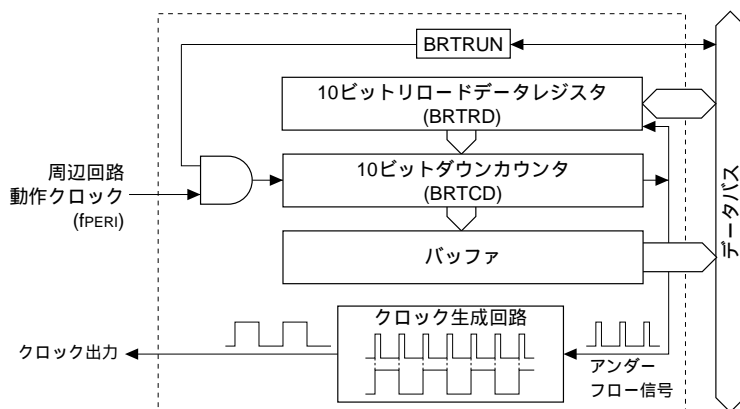 BRTRUN
10ビットリロードデータレジスタ
(BRTRD)
周辺回路
動作クロック
(fPERI)
10ビットダウンカウンタ
(BRTCD)
バッファ
データバス
クロック生成回路
クロック出力
アンダー
フロー信号